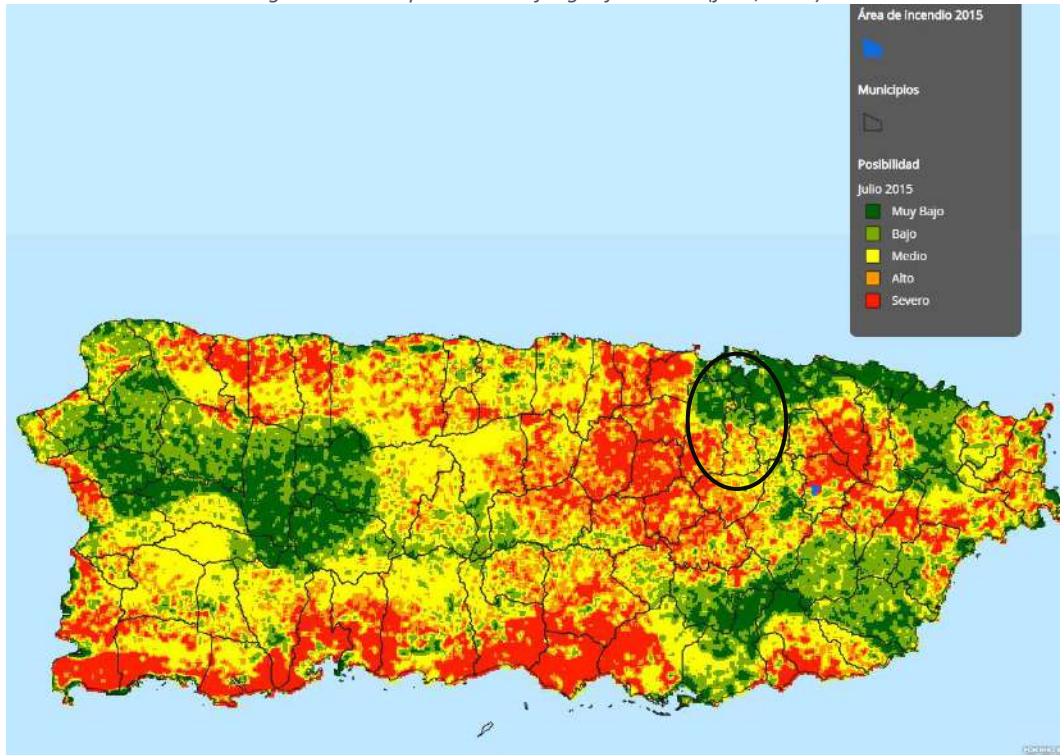 Área de incendio 2015
Municipios
Posibilidad
Julio 2015
Muy Bajo
Bajo
Medio
Alto
Severo